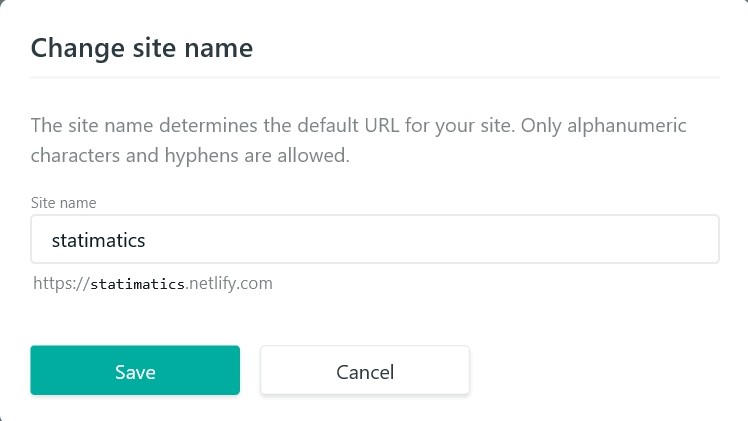 Change site name
The site name determines the default URL for your site. Only alphanumeric
characters and hyphens are allowed.
Site name
statimatics
https://statimatics.netlify.com
Save
Cancel